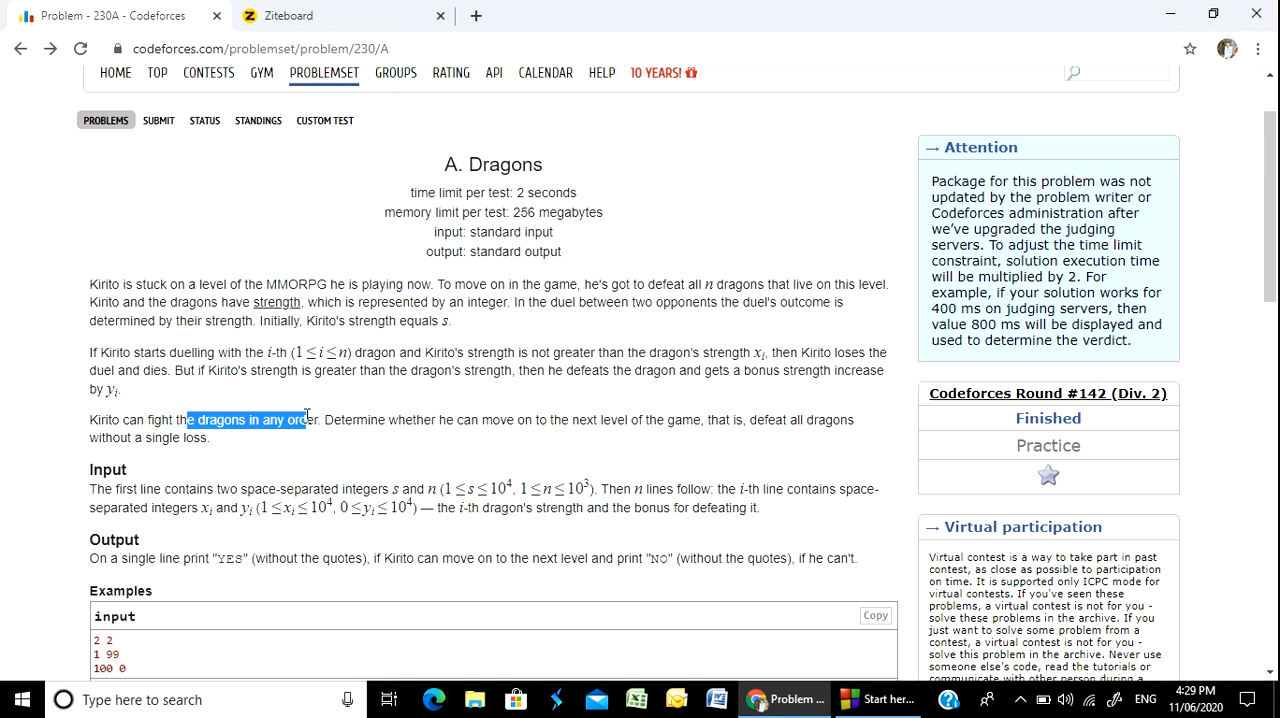 Problem - 230A - Codeforces
Ziteboard
codeforces.com/problemset/problem/230/A
HOME TOP CONTESTS GYM PROBLEMSET GROUPS RATING API CALENDAR HELP 10 YEARS!
PROBLEMS SUBMIT STATUS STANDINGS CUSTOM TEST
A. Dragons
time limit per test: 2 seconds
memory limit per test: 256 megabytes
input: standard input
output: standard output
Kirito is stuck on a level of the MMORPG he is playing now. To move on in the game, he's got to defeat all n dragons that live on this level.
Kirito and the dragons have strength, which is represented by an integer. In the duel between two opponents the duel's outcome is
determined by their strength. Initially, Kirito's strength equals s.
If Kirito starts duelling with the i-th (1 ≤ i ≤ n) dragon and Kirito's strength is not greater than the dragon's strength xi, then Kirito loses the
duel and dies. But if Kirito's strength is greater than the dragon's strength, then he defeats the dragon and gets a bonus strength increase
by yi.
Kirito can fight the dragons in any order. Determine whether he can move on to the next level of the game, that is, defeat all dragons
without a single loss.
Input
The first line contains two space-separated integers s and n (1 ≤ s ≤ 10^4, 1 ≤ n ≤ 10^3). Then n lines follow: the i-th line contains space-
separated integers xi and yi (1 ≤ xi ≤ 10^4, 0 ≤ yi ≤ 10^4) — the i-th dragon's strength and the bonus for defeating it.
Output
On a single line print "YES" (without the quotes), if Kirito can move on to the next level and print "NO" (without the quotes), if he can't.
Examples
input
Copy
2 2
1 99
100 0
→ Attention
Package for this problem was not
updated by the problem writer or
Codeforces administration after
we've upgraded the judging
servers. To adjust the time limit
constraint, solution execution time
will be multiplied by 2. For
example, if your solution works for
400 ms on judging servers, then
value 800 ms will be displayed and
used to determine the verdict.
Codeforces Round #142 (Div. 2)
Finished
Practice
→ Virtual participation
Virtual contest is a way to take part in past
contest, as close as possible to participation
on time. It is supported only ICPC mode for
virtual contests. If you've seen these
problems, a virtual contest is not for you -
solve these problems in the archive. If you
just want to solve some problem from a
contest, a virtual contest is not for you -
solve this problem in the archive. Never use
someone else's code, read the tutorials or
communicate with other person during a
Type here to search
Problem ...
Start her...
ENG
4:29 PM
11/06/2020